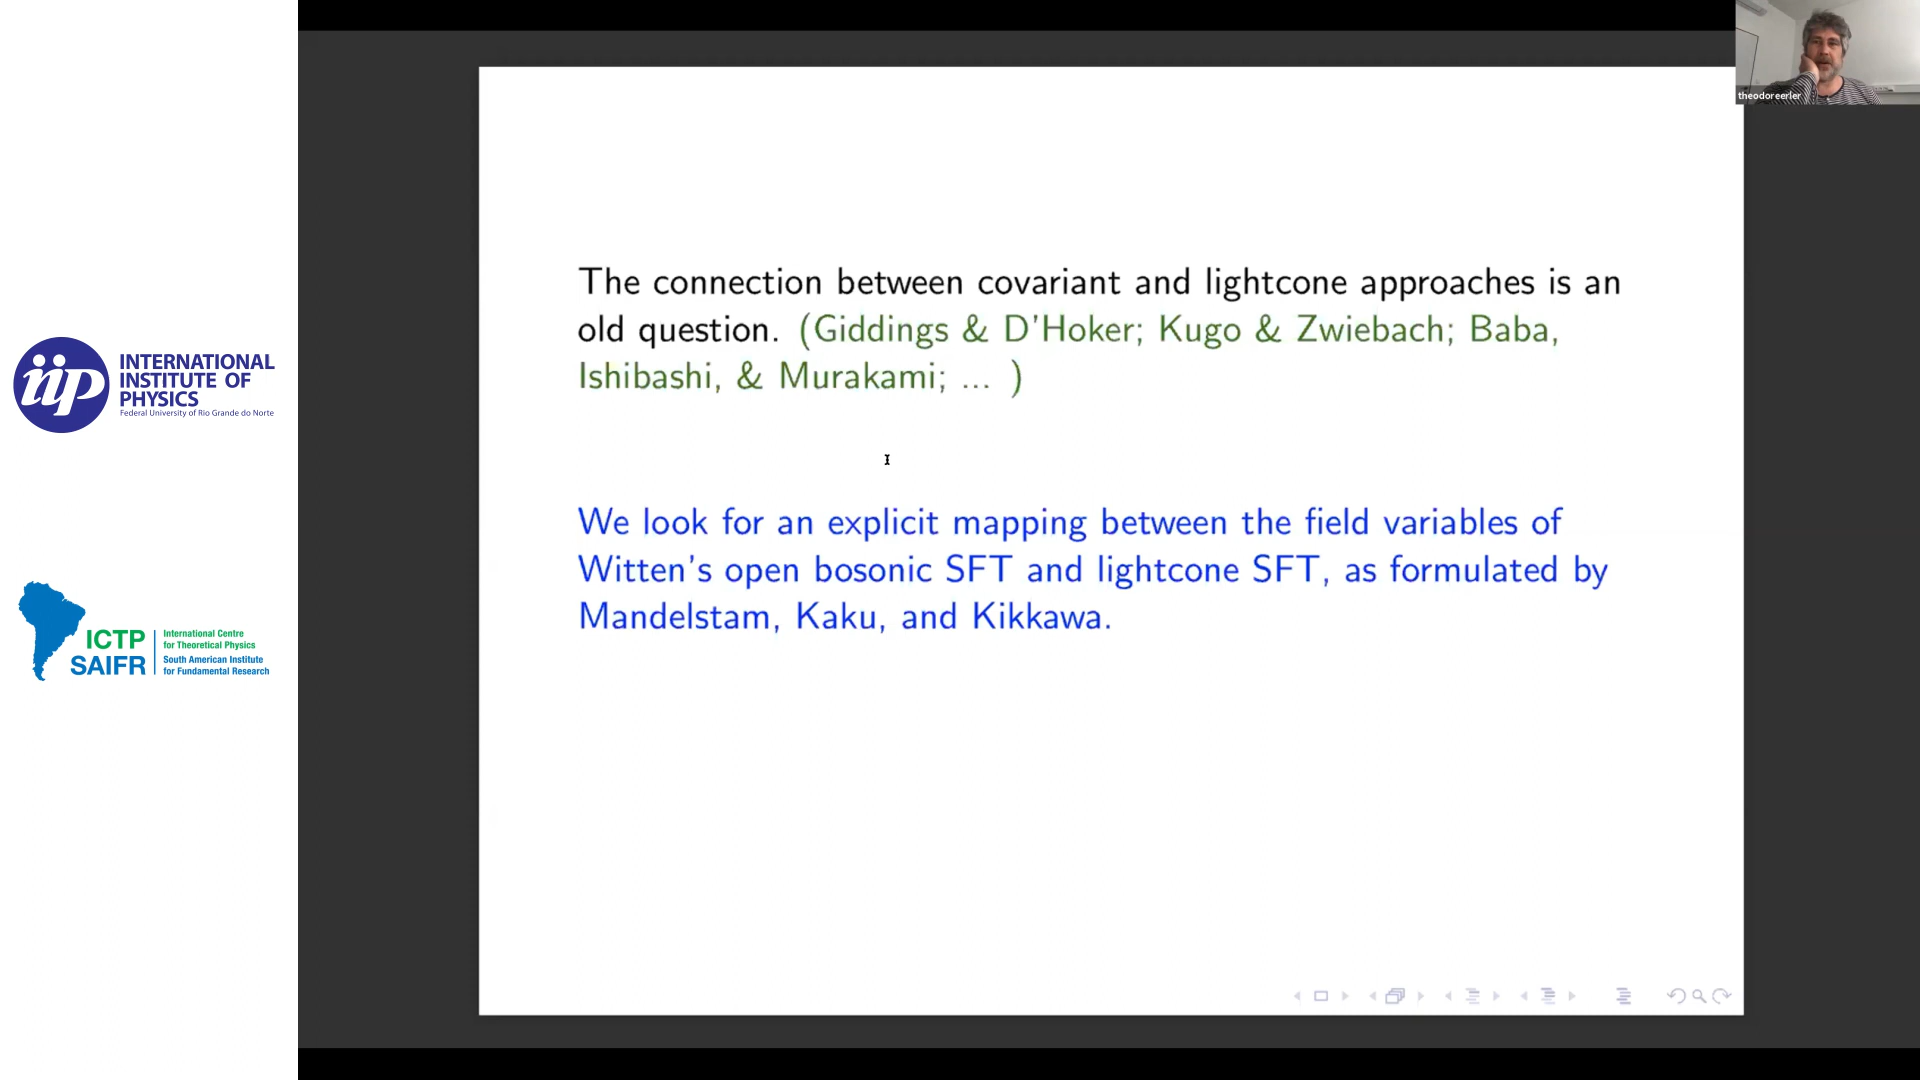 theodoreerler
The connection between covariant and lightcone approaches is an
old question. (Giddings & D'Hoker; Kugo & Zwiebach; Baba,
Ishibashi, & Murakami; ... )
We look for an explicit mapping between the field variables of
Witten's open bosonic SFT and lightcone SFT, as formulated by
Mandelstam, Kaku, and Kikkawa.
iip
INTERNATIONAL
INSTITUTE OF
PHYSICS
Federal University of Rio Grande do Norte
ICTP
SAIFR
International Centre
for Theoretical Physics
South American Institute
for Fundamental Research